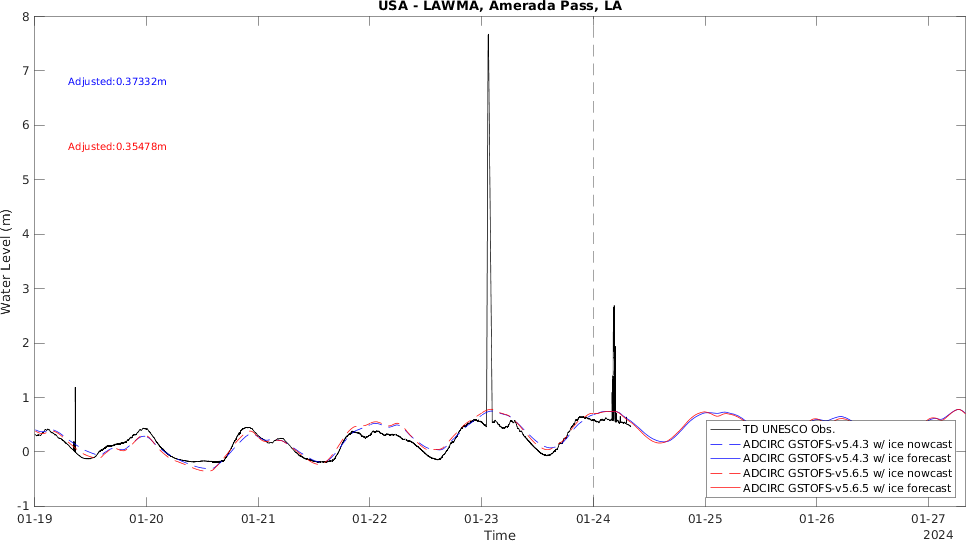 USA - LAWMA, Amerada Pass, LA
8
7
6
5
4
3
2
1
0
-1
Water Level (m)
Adjusted:0.37332m
Adjusted:0.35478m
TD UNESCO Obs.
ADCIRC GSTOFS-v5.4.3 w/ ice nowcast
ADCIRC GSTOFS-v5.4.3 w/ ice forecast
ADCIRC GSTOFS-v5.6.5 w/ ice nowcast
ADCIRC GSTOFS-v5.6.5 w/ ice forecast
01-19 01-20 01-21 01-22 01-23 01-24 01-25 01-26 01-27
Time
2024